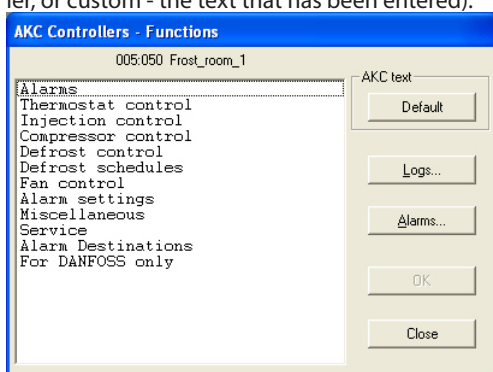 ler, or custom - the text that has been entered).
AKC Controllers - Functions
005:050 Frost_room_1
AKC text
Default
Alarms
Thermostat control
Injection control
Compressor control
Defrost control
Defrost schedules
Fan control
Alarm settings
Miscellaneous
Service
Alarm Destinations
For DANFOSS only
Logs...
Alarms...
OK
Close